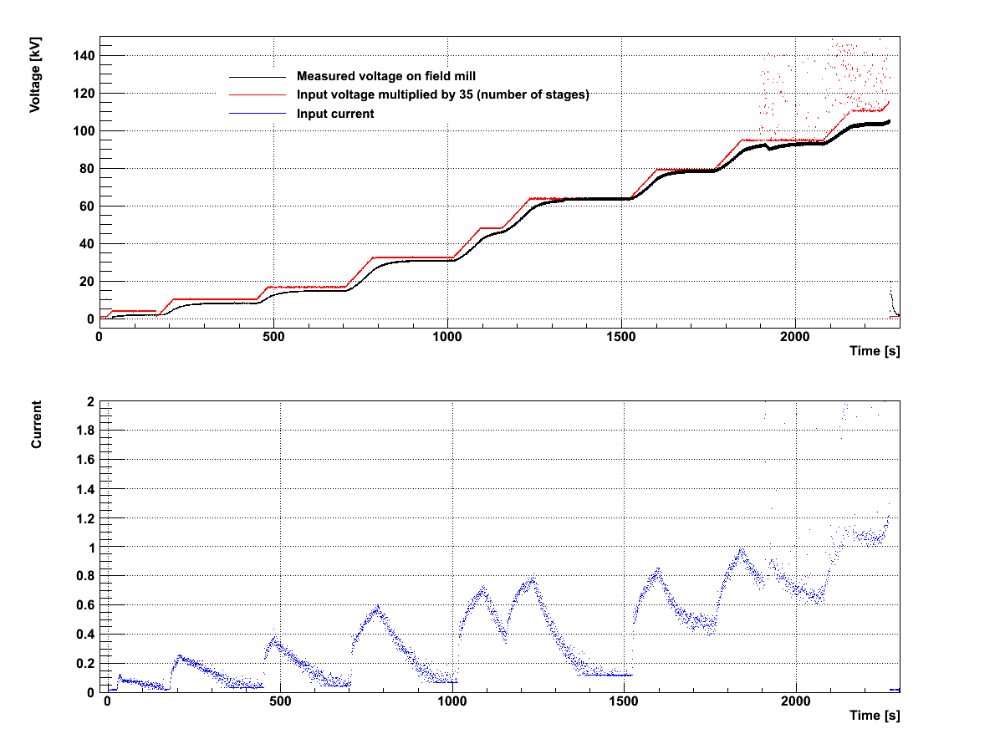 Voltage [kV]
140
120
100
80
60
40
20
0
Measured voltage on field mill
Input voltage multiplied by 35 (number of stages)
Input current
0 500 1000 1500 2000
Time [s]
Current
2
1.8
1.6
1.4
1.2
1
0.8
0.6
0.4
0.2
0
0 500 1000 1500 2000
Time [s]